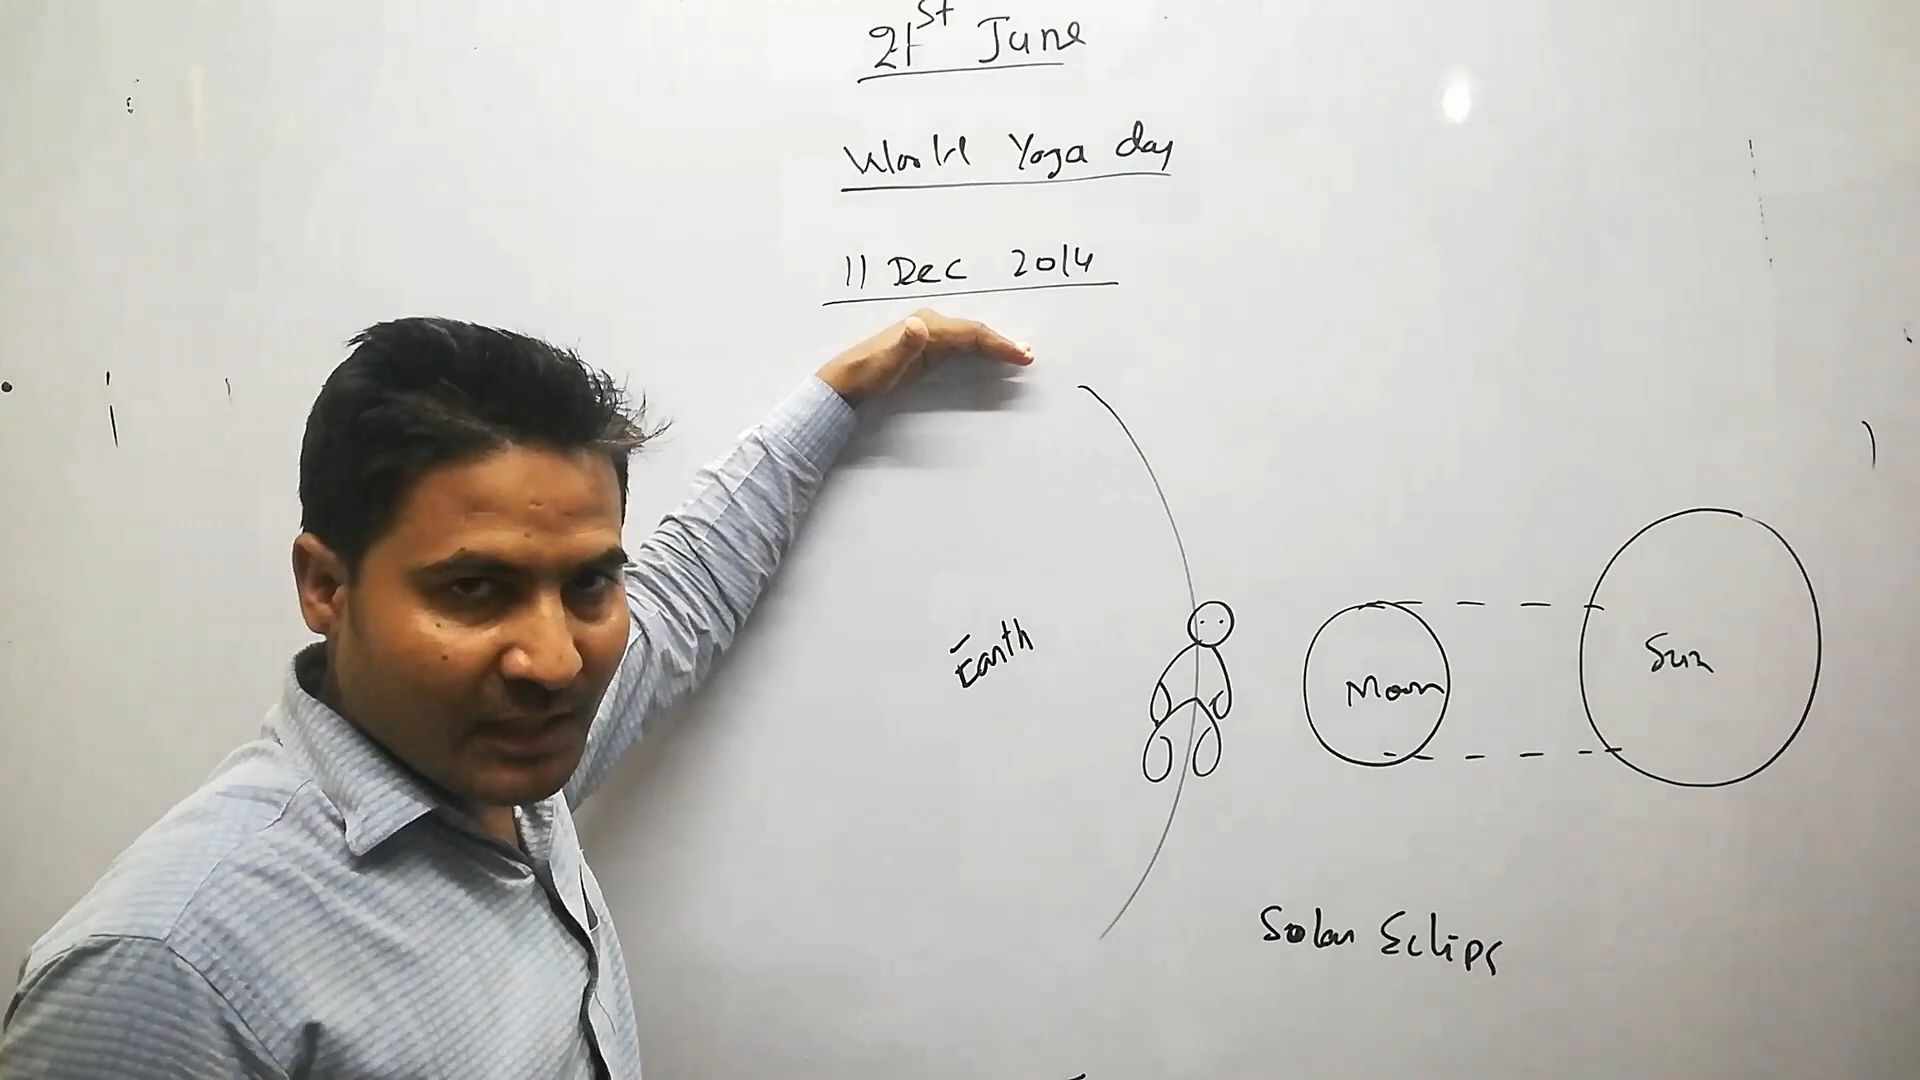 21st June
World Yoga day
11 Dec 2014
Earth
Moon
Sun
Solar Eclips